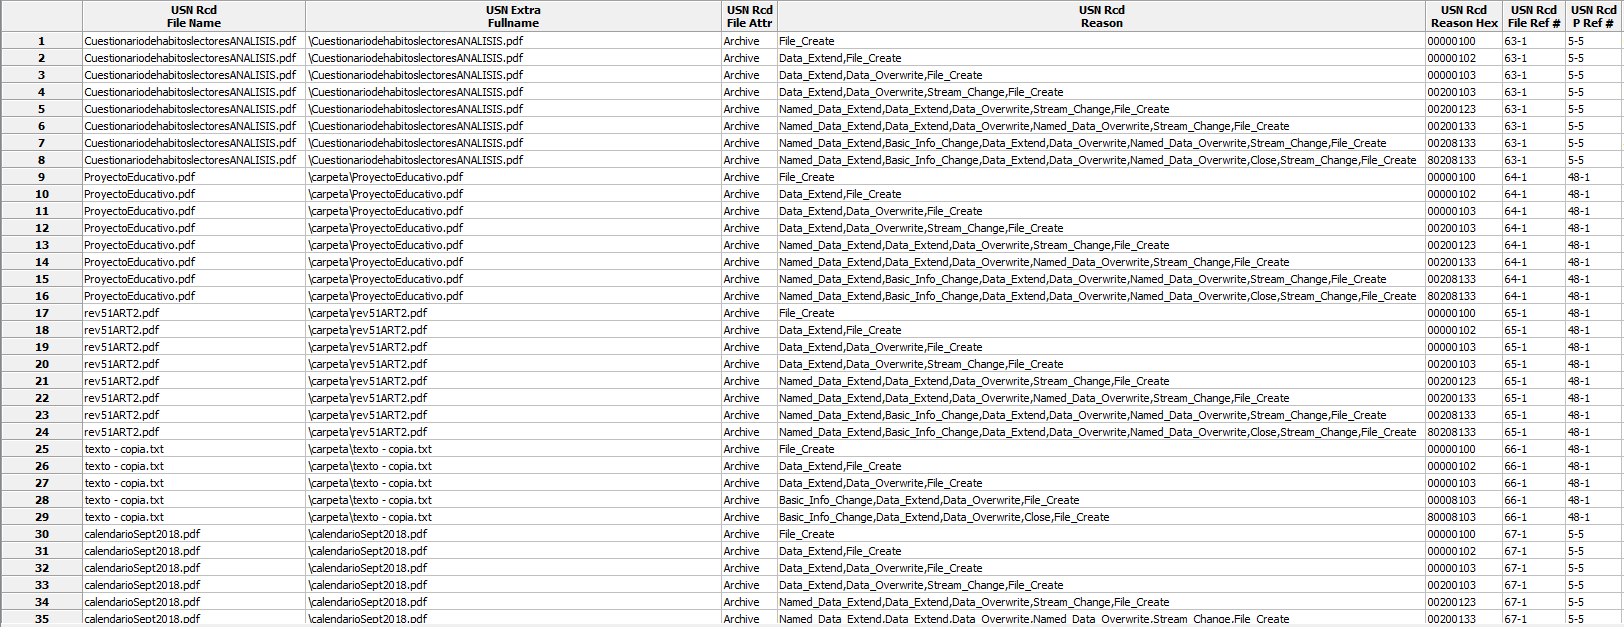 USN Rcd File Name USN Extra Fullname USN Rcd File Attr USN Rcd Reason USN Rcd Reason Hex USN Rcd File Ref # USN Rcd P Ref #
1 CuestionariodehabitoslectoresANALISIS.pdf \CuestionariodehabitoslectoresANALISIS.pdf Archive File_Create 00000100 63-1 5-5
2 CuestionariodehabitoslectoresANALISIS.pdf \CuestionariodehabitoslectoresANALISIS.pdf Archive Data_Extend,File_Create 00000102 63-1 5-5
3 CuestionariodehabitoslectoresANALISIS.pdf \CuestionariodehabitoslectoresANALISIS.pdf Archive Data_Extend,Data_Overwrite,File_Create 00000103 63-1 5-5
4 CuestionariodehabitoslectoresANALISIS.pdf \CuestionariodehabitoslectoresANALISIS.pdf Archive Data_Extend,Data_Overwrite,Stream_Change,File_Create 00200103 63-1 5-5
5 CuestionariodehabitoslectoresANALISIS.pdf \CuestionariodehabitoslectoresANALISIS.pdf Archive Named_Data_Extend,Data_Extend,Data_Overwrite,Stream_Change,File_Create 00200123 63-1 5-5
6 CuestionariodehabitoslectoresANALISIS.pdf \CuestionariodehabitoslectoresANALISIS.pdf Archive Named_Data_Extend,Data_Extend,Data_Overwrite,Named_Data_Overwrite,Stream_Change,File_Create 00200133 63-1 5-5
7 CuestionariodehabitoslectoresANALISIS.pdf \CuestionariodehabitoslectoresANALISIS.pdf Archive Named_Data_Extend,Basic_Info_Change,Data_Extend,Data_Overwrite,Named_Data_Overwrite,Stream_Change,File_Create 00208133 63-1 5-5
8 CuestionariodehabitoslectoresANALISIS.pdf \CuestionariodehabitoslectoresANALISIS.pdf Archive Named_Data_Extend,Basic_Info_Change,Data_Extend,Data_Overwrite,Named_Data_Overwrite,Close,Stream_Change,File_Create 80208133 63-1 5-5
9 ProyectoEducativo.pdf \carpeta\ProyectoEducativo.pdf Archive File_Create 00000100 64-1 48-1
10 ProyectoEducativo.pdf \carpeta\ProyectoEducativo.pdf Archive Data_Extend,File_Create 00000102 64-1 48-1
11 ProyectoEducativo.pdf \carpeta\ProyectoEducativo.pdf Archive Data_Extend,Data_Overwrite,File_Create 00000103 64-1 48-1
12 ProyectoEducativo.pdf \carpeta\ProyectoEducativo.pdf Archive Data_Extend,Data_Overwrite,Stream_Change,File_Create 00200103 64-1 48-1
13 ProyectoEducativo.pdf \carpeta\ProyectoEducativo.pdf Archive Named_Data_Extend,Data_Extend,Data_Overwrite,Stream_Change,File_Create 00200123 64-1 48-1
14 ProyectoEducativo.pdf \carpeta\ProyectoEducativo.pdf Archive Named_Data_Extend,Data_Extend,Data_Overwrite,Named_Data_Overwrite,Stream_Change,File_Create 00200133 64-1 48-1
15 ProyectoEducativo.pdf \carpeta\ProyectoEducativo.pdf Archive Named_Data_Extend,Basic_Info_Change,Data_Extend,Data_Overwrite,Named_Data_Overwrite,Stream_Change,File_Create 00208133 64-1 48-1
16 ProyectoEducativo.pdf \carpeta\ProyectoEducativo.pdf Archive Named_Data_Extend,Basic_Info_Change,Data_Extend,Data_Overwrite,Named_Data_Overwrite,Close,Stream_Change,File_Create 80208133 64-1 48-1
17 rev51ART2.pdf \carpeta\rev51ART2.pdf Archive File_Create 00000100 65-1 48-1
18 rev51ART2.pdf \carpeta\rev51ART2.pdf Archive Data_Extend,File_Create 00000102 65-1 48-1
19 rev51ART2.pdf \carpeta\rev51ART2.pdf Archive Data_Extend,Data_Overwrite,File_Create 00000103 65-1 48-1
20 rev51ART2.pdf \carpeta\rev51ART2.pdf Archive Data_Extend,Data_Overwrite,Stream_Change,File_Create 00200103 65-1 48-1
21 rev51ART2.pdf \carpeta\rev51ART2.pdf Archive Named_Data_Extend,Data_Extend,Data_Overwrite,Stream_Change,File_Create 00200123 65-1 48-1
22 rev51ART2.pdf \carpeta\rev51ART2.pdf Archive Named_Data_Extend,Data_Extend,Data_Overwrite,Named_Data_Overwrite,Stream_Change,File_Create 00200133 65-1 48-1
23 rev51ART2.pdf \carpeta\rev51ART2.pdf Archive Named_Data_Extend,Basic_Info_Change,Data_Extend,Data_Overwrite,Named_Data_Overwrite,Stream_Change,File_Create 00208133 65-1 48-1
24 rev51ART2.pdf \carpeta\rev51ART2.pdf Archive Named_Data_Extend,Basic_Info_Change,Data_Extend,Data_Overwrite,Named_Data_Overwrite,Close,Stream_Change,File_Create 80208133 65-1 48-1
25 texto - copia.txt \carpeta\texto - copia.txt Archive File_Create 00000100 66-1 48-1
26 texto - copia.txt \carpeta\texto - copia.txt Archive Data_Extend,File_Create 00000102 66-1 48-1
27 texto - copia.txt \carpeta\texto - copia.txt Archive Data_Extend,Data_Overwrite,File_Create 00000103 66-1 48-1
28 texto - copia.txt \carpeta\texto - copia.txt Archive Basic_Info_Change,Data_Extend,Data_Overwrite,File_Create 00008103 66-1 48-1
29 texto - copia.txt \carpeta\texto - copia.txt Archive Basic_Info_Change,Data_Extend,Data_Overwrite,Close,File_Create 80008103 66-1 48-1
30 calendarioSept2018.pdf \calendarioSept2018.pdf Archive File_Create 00000100 67-1 5-5
31 calendarioSept2018.pdf \calendarioSept2018.pdf Archive Data_Extend,File_Create 00000102 67-1 5-5
32 calendarioSept2018.pdf \calendarioSept2018.pdf Archive Data_Extend,Data_Overwrite,File_Create 00000103 67-1 5-5
33 calendarioSept2018.pdf \calendarioSept2018.pdf Archive Data_Extend,Data_Overwrite,Stream_Change,File_Create 00200103 67-1 5-5
34 calendarioSept2018.pdf \calendarioSept2018.pdf Archive Named_Data_Extend,Data_Extend,Data_Overwrite,Stream_Change,File_Create 00200123 67-1 5-5
35 calendarioSept2018.pdf \calendarioSept2018.pdf Archive Named_Data_Extend,Data_Extend,Data_Overwrite,Named_Data_Overwrite,Stream_Change,File_Create 00200133 67-1 5-5